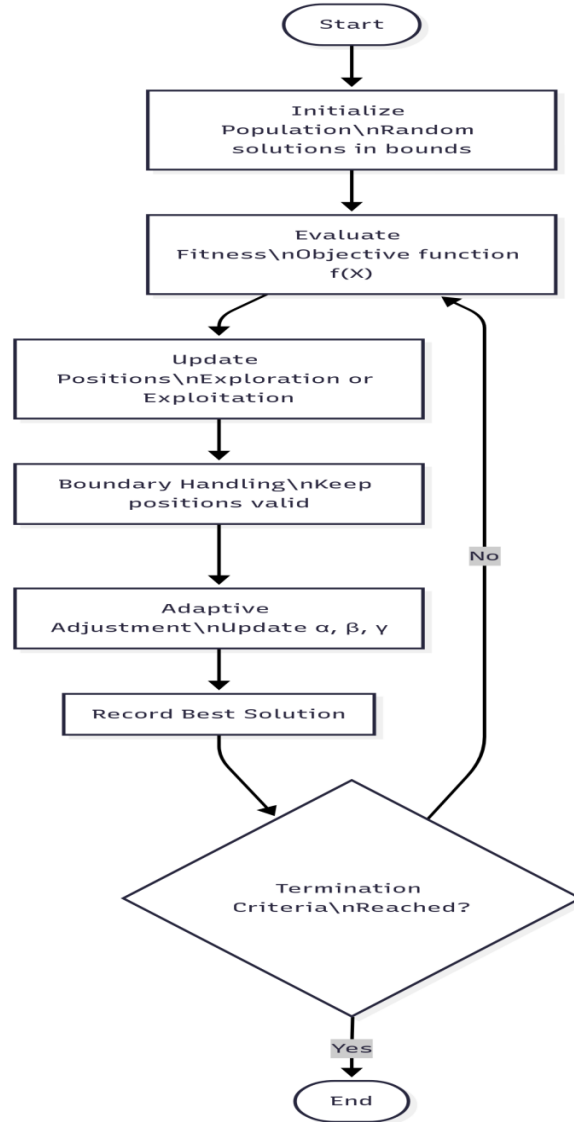 Start
Initialize
Population\nRandom
solutions in bounds
Evaluate
Fitness\nObjective function
f(X)
Update
Positions\nExploration or
Exploitation
Boundary Handling\nKeep
positions valid
Adaptive
Adjustment\nUpdate α, β, γ
Record Best Solution
No
Termination
Criteria\nReached?
Yes
End